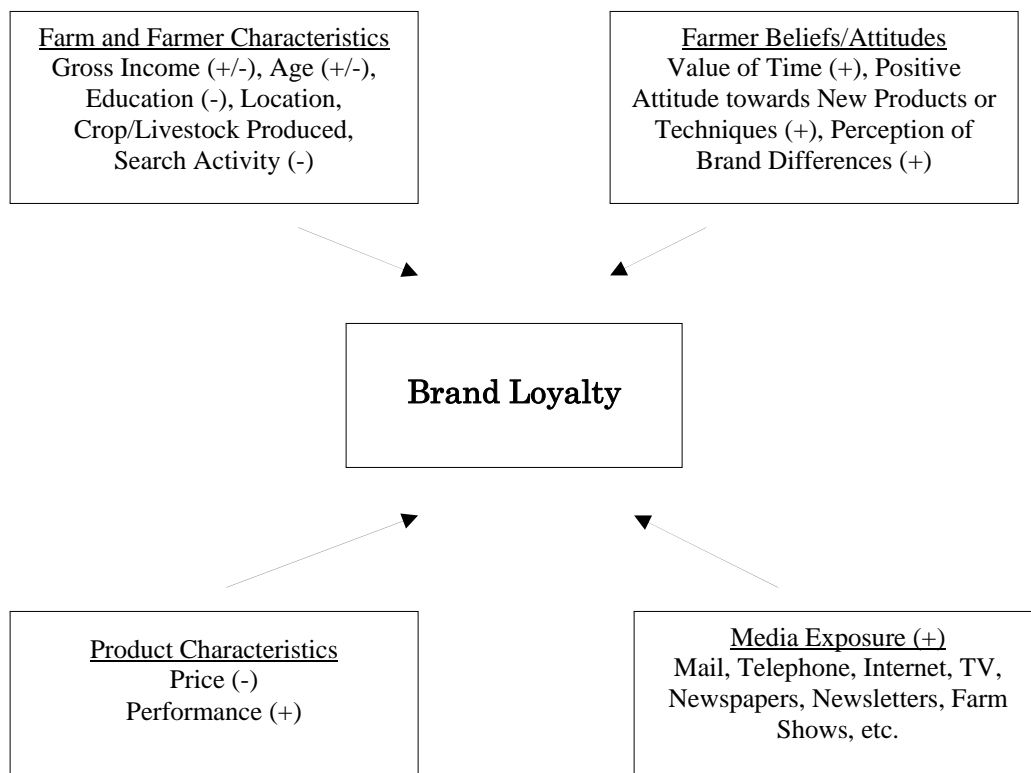 Farm and Farmer Characteristics
Gross Income (+/-), Age (+/-),
Education (-), Location,
Crop/Livestock Produced,
Search Activity (-)
Farmer Beliefs/Attitudes
Value of Time (+), Positive
Attitude towards New Products or
Techniques (+), Perception of
Brand Differences (+)
Brand Loyalty
Product Characteristics
Price (-)
Performance (+)
Media Exposure (+)
Mail, Telephone, Internet, TV,
Newspapers, Newsletters, Farm
Shows, etc.